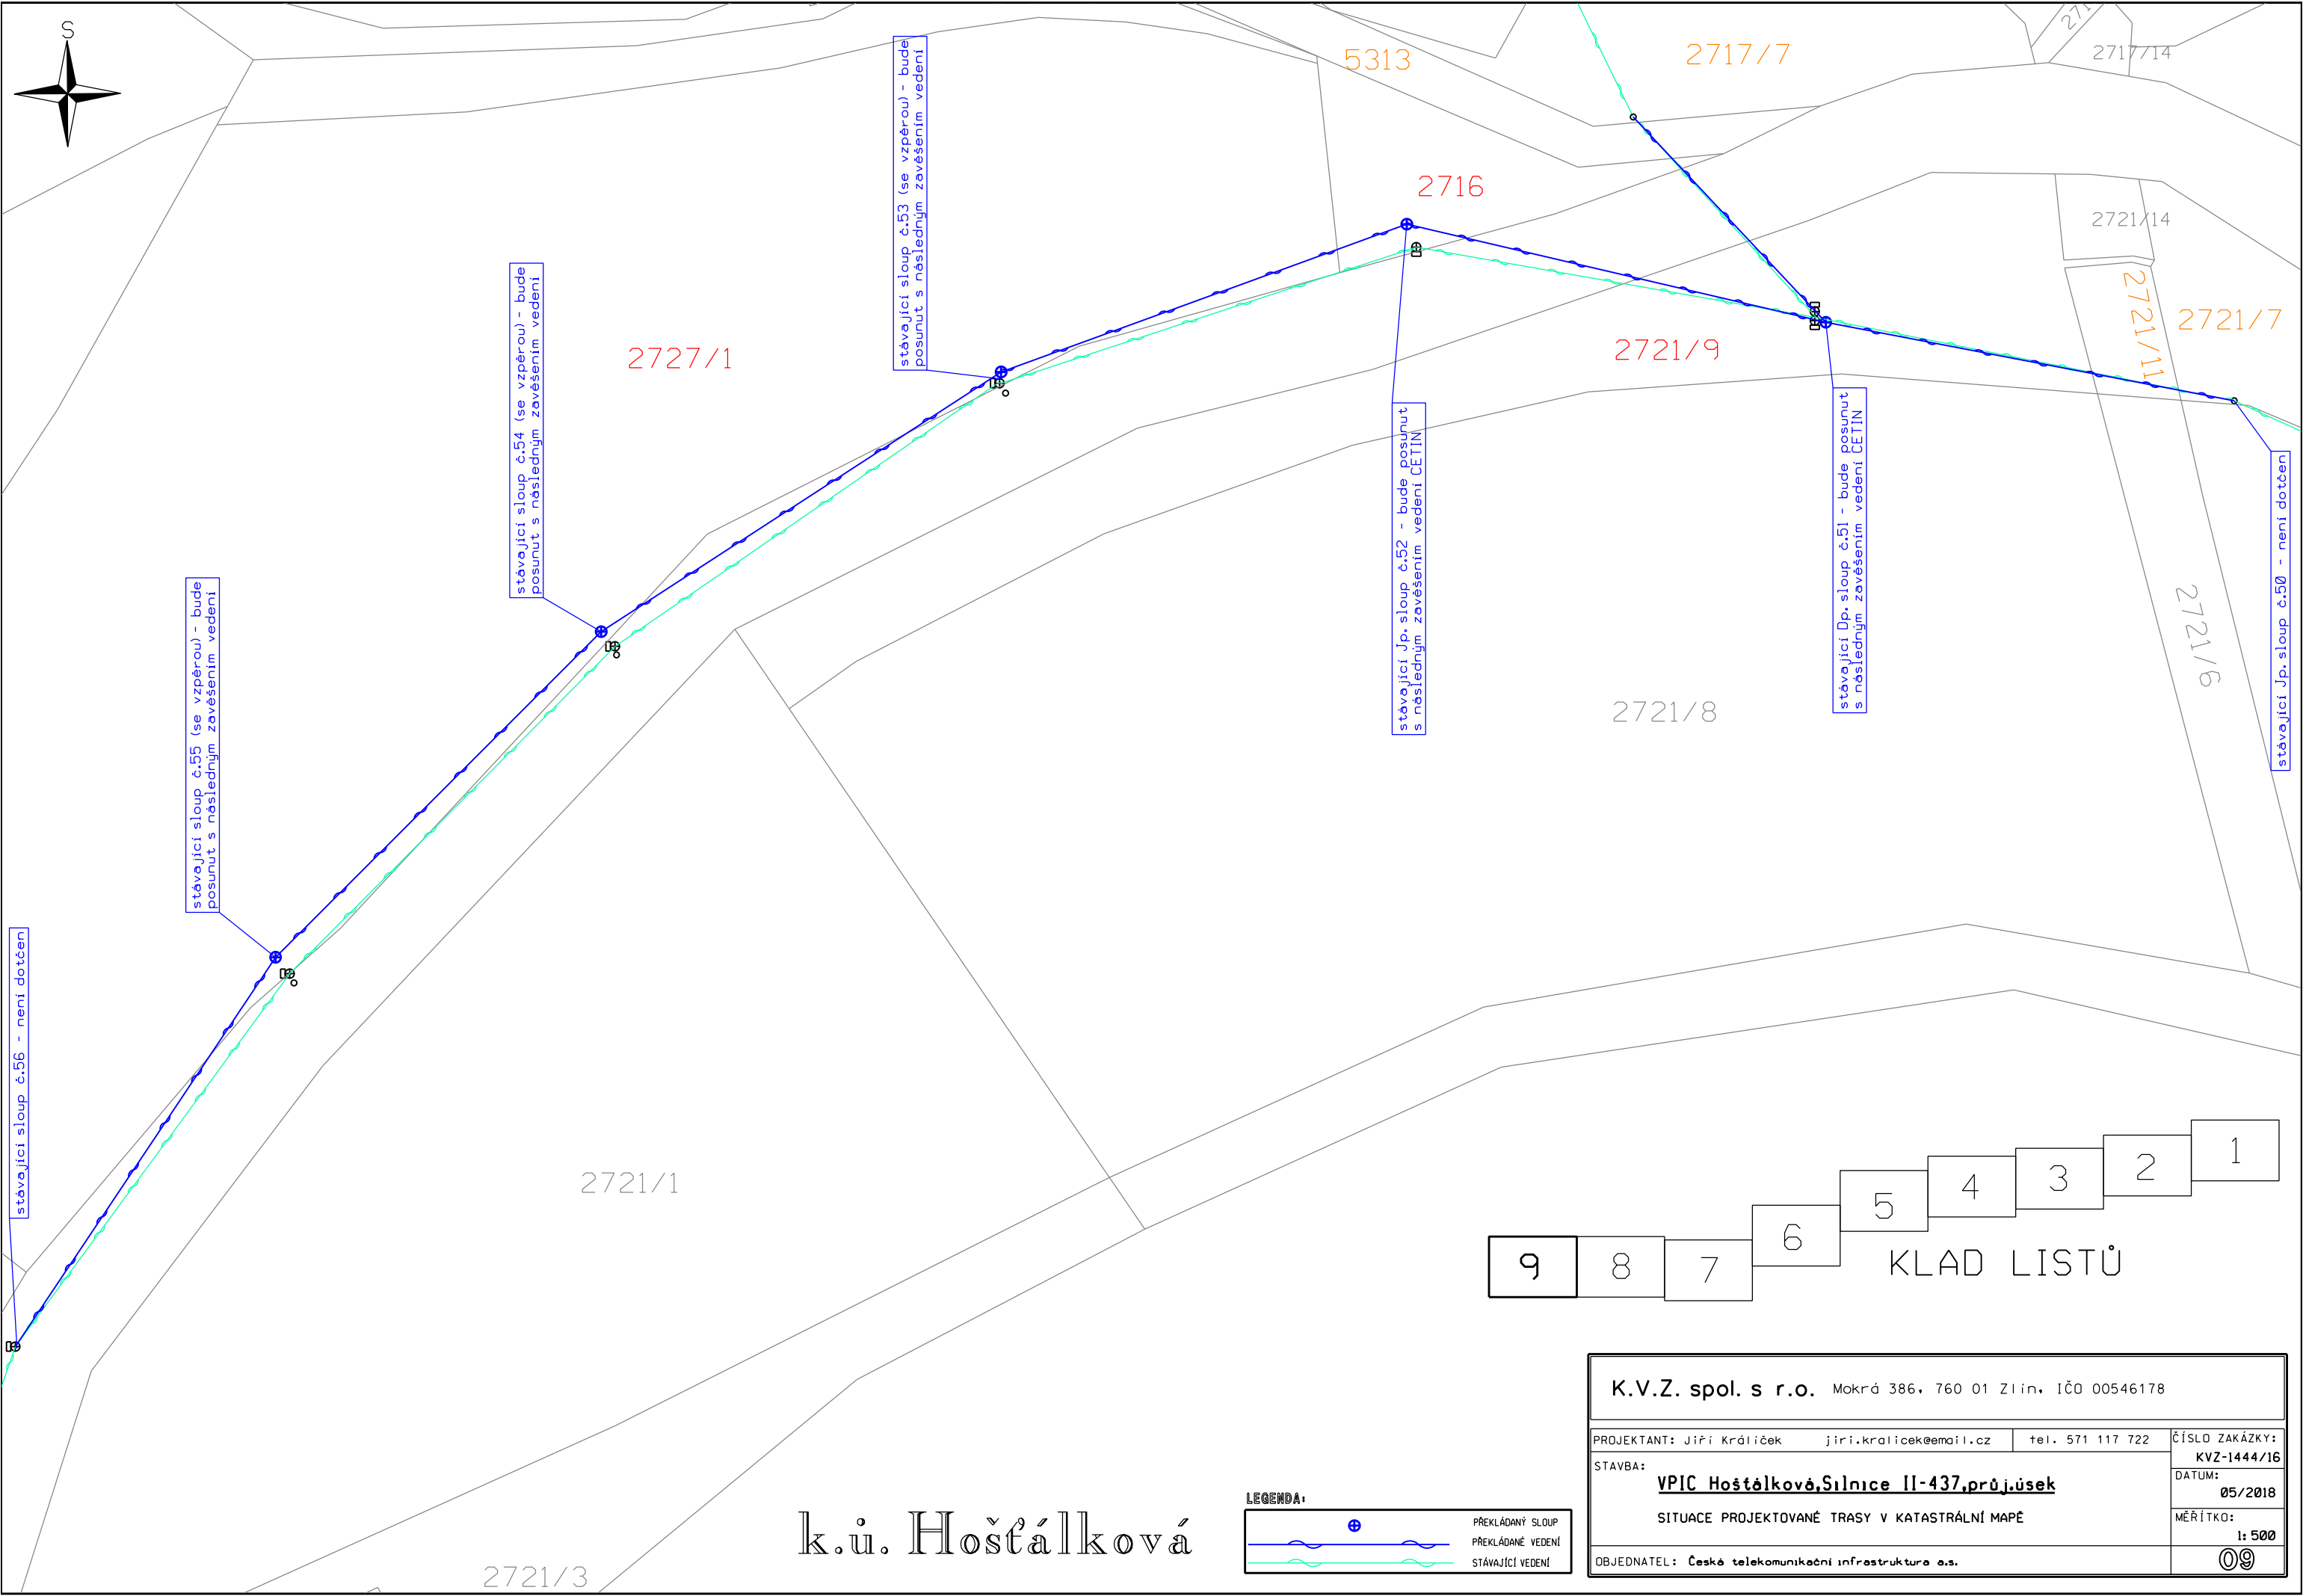 S
5313
2717/7
271
2717/14
2716
2721/14
2721/11
2721/7
2727/1
2721/9
stávající sloup č.53 (se vzpěrou) - bude
posunut s následným zavěšením vedení
stávající sloup č.54 (se vzpěrou) - bude
posunut s následným zavěšením vedení
stávající sloup č.55 (se vzpěrou) - bude
posunut s následným zavěšením vedení
stávající sloup č.56 - není dotčen
stávající Jp. sloup č.52 - bude posunut
s následným zavěšením vedení CETIN
stávající Dp. sloup č.51 - bude posunut
s následným zavěšením vedení CETIN
stávající Jp. sloup č.50 - není dotčen
2721/6
2721/8
2721/1
2721/3
1
2
3
4
5
6
7
8
9
KLAD LISTŮ
k.ú. Hošťálková
LEGENDA:
PŘEKLÁDANÝ SLOUP
PŘEKLÁDANÉ VEDENÍ
STÁVAJÍCÍ VEDENÍ
K.V.Z. spol. s r.o. Mokrá 386, 760 01 Zlín, IČO 00546178
PROJEKTANT: Jiří Králíček jiri.kralicek@email.cz tel. 571 117 722
ČÍSLO ZAKÁZKY:
KVZ-1444/16
STAVBA:
VPIC Hošťálková,Silnice II-437,průj.úsek
DATUM:
05/2018
SITUACE PROJEKTOVANÉ TRASY V KATASTRÁLNÍ MAPĚ
MĚŘÍTKO:
1:500
OBJEDNATEL: Česká telekomunikační infrastruktura a.s.
09